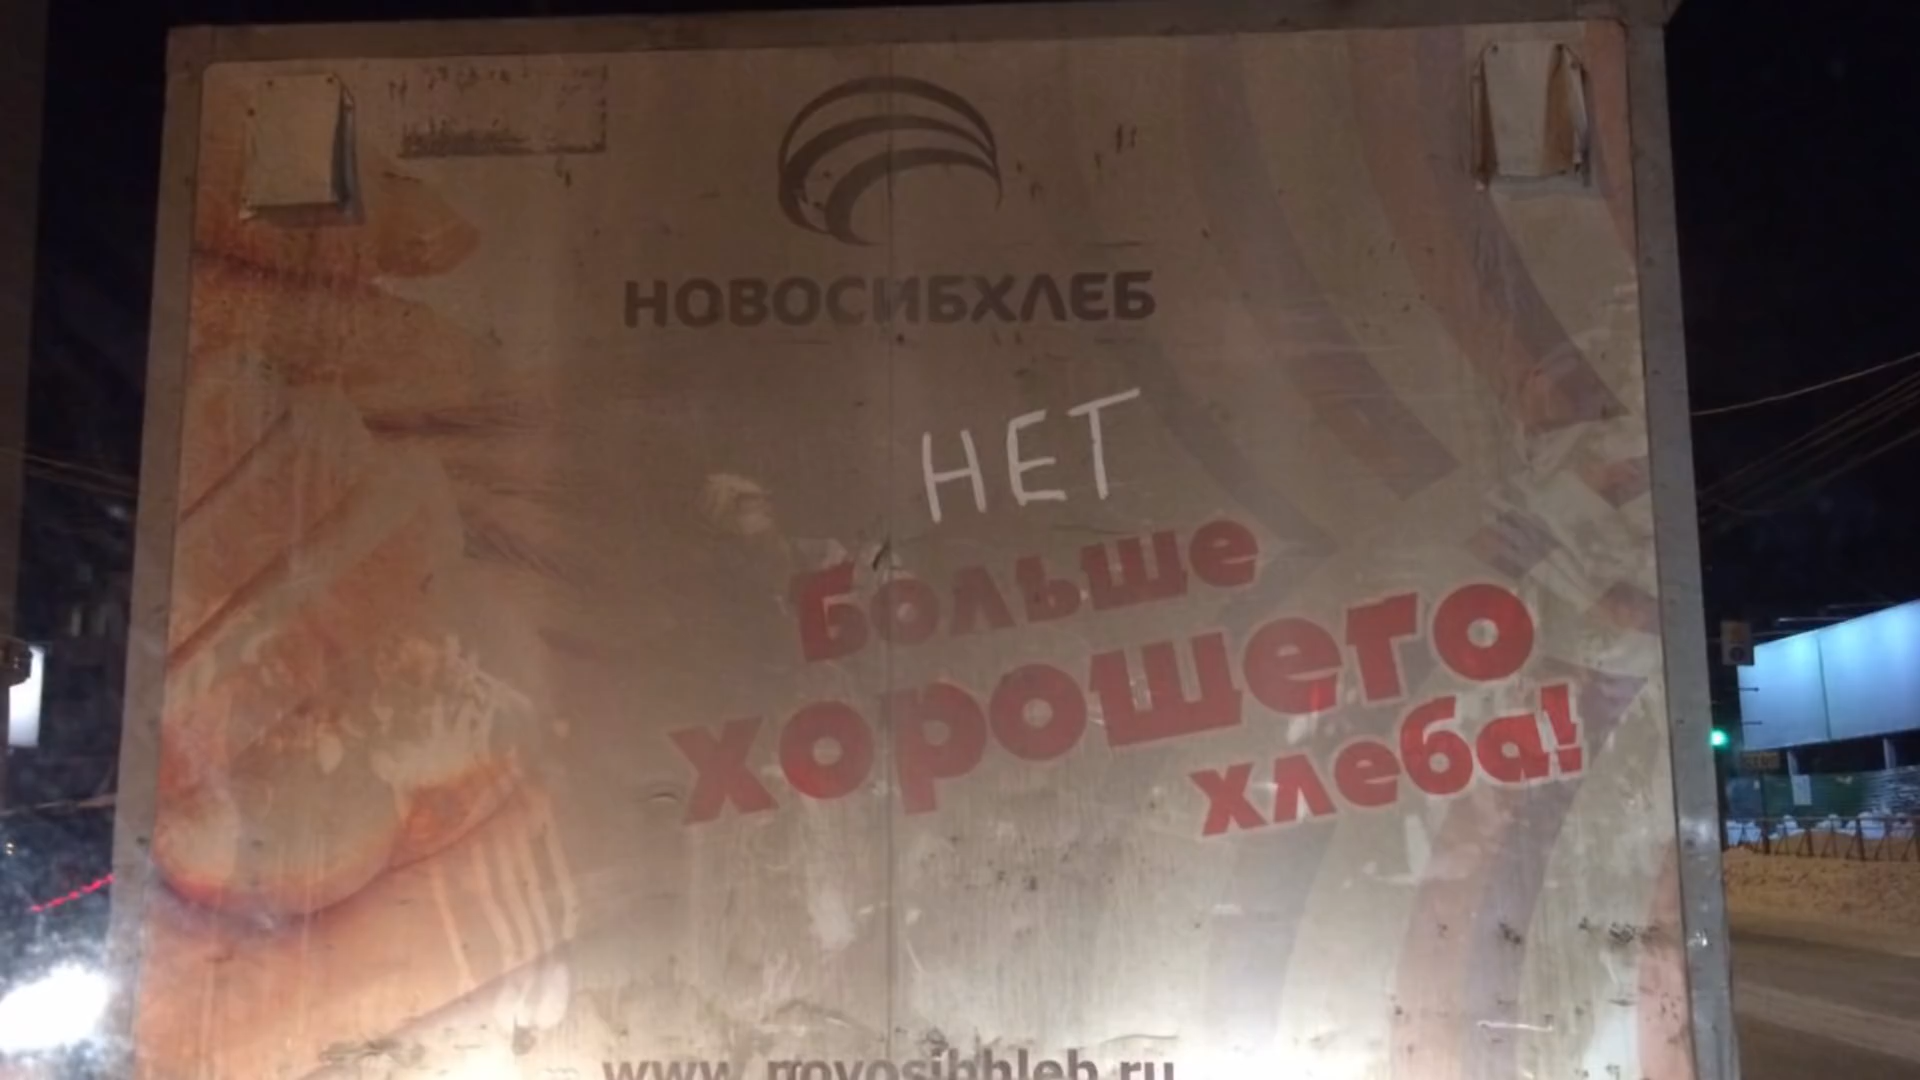 НОВОСИБХЛЕБ
НЕТ
Больше
хорошего
хлеба!
www.novosibhleb.ru